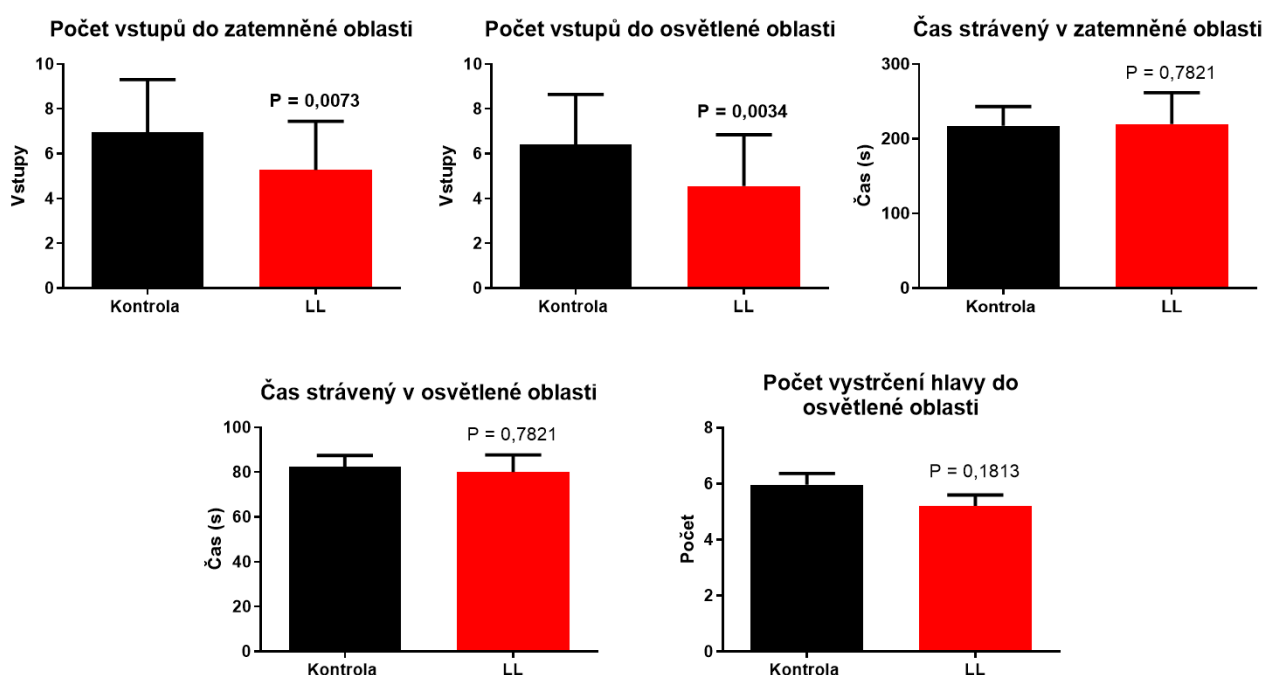 Počet vstupů do zatemněné oblasti
10
8
6
4
2
0
Vstupy
P = 0,0073
Kontrola
LL
Počet vstupů do osvětlené oblasti
10
8
6
4
2
0
Vstupy
P = 0,0034
Kontrola
LL
Čas strávený v zatemněné oblasti
300
200
100
0
Čas (s)
P = 0,7821
Kontrola
LL
Čas strávený v osvětlené oblasti
100
80
60
40
20
0
Čas (s)
P = 0,7821
Kontrola
LL
Počet vystrčení hlavy do
osvětlené oblasti
8
6
4
2
0
Počet
P = 0,1813
Kontrola
LL